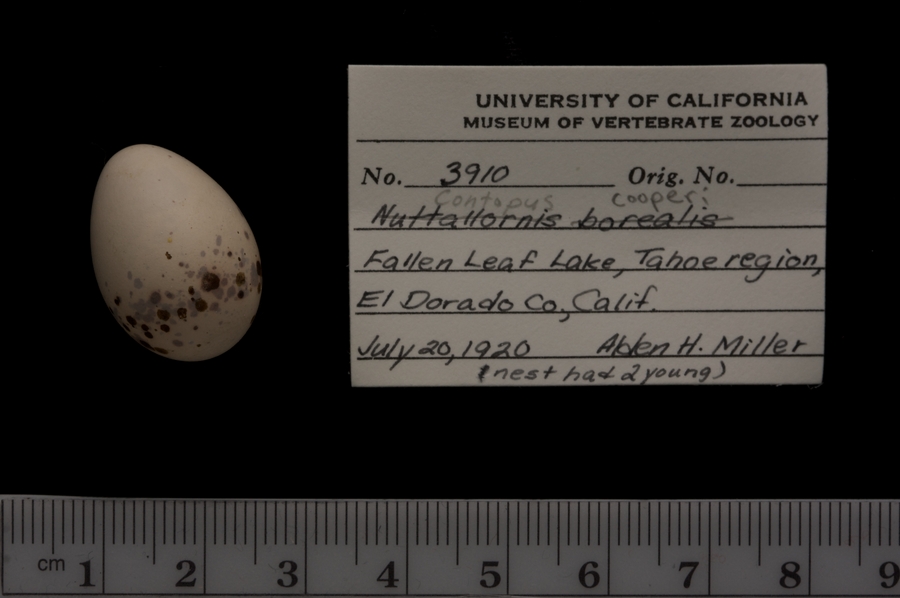 UNIVERSITY OF CALIFORNIA
MUSEUM OF VERTEBRATE ZOOLOGY
No. 3910 Orig. No.
Contopus cooperi
Nuttallornis borealis
Fallen Leaf Lake, Tahoe region,
El Dorado Co., Calif.
July 20, 1920 Alden H. Miller
(nest had 2 young)
cm 1 2 3 4 5 6 7 8 9